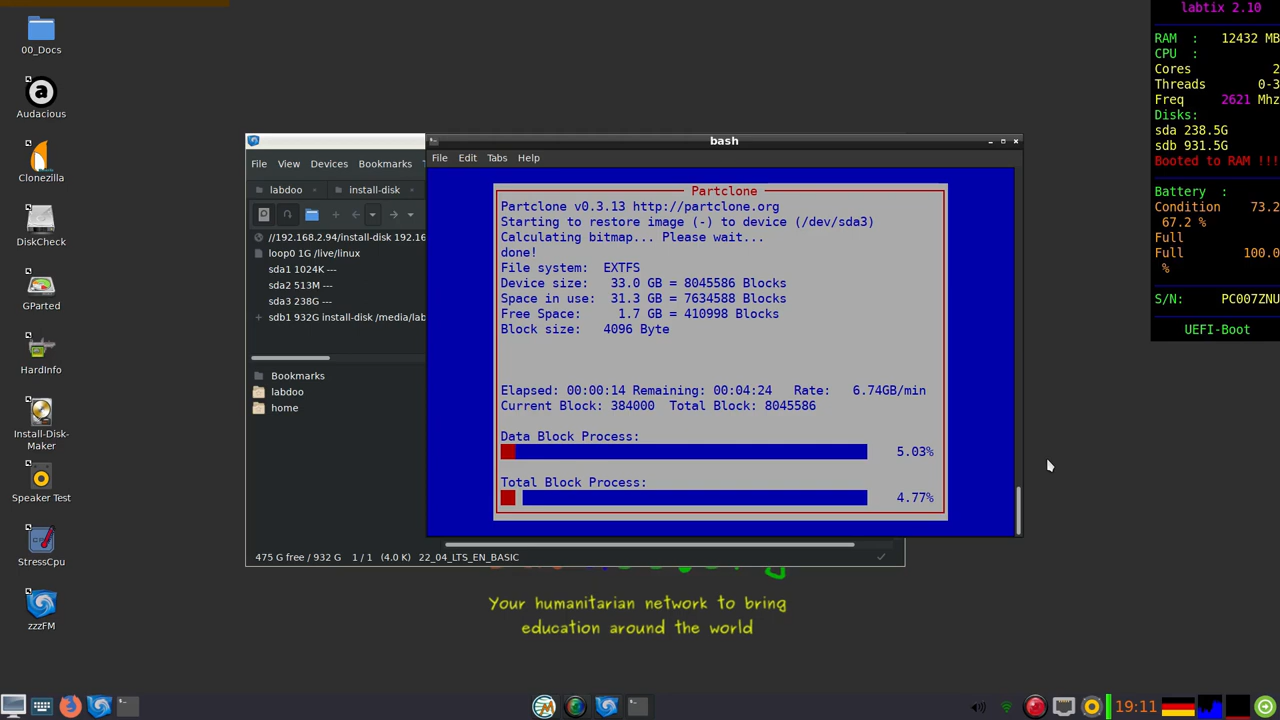 00_Docs
Audacious
Clonezilla
DiskCheck
GParted
HardInfo
Install-Disk-
Maker
Speaker Test
StressCpu
zzzFM
File View Devices Bookmarks
labdoo install-disk
//192.168.2.94/install-disk 192.16
loop0 1G /live/linux
sda1 1024K ---
sda2 513M ---
sda3 238G ---
sdb1 932G install-disk /media/lab
Bookmarks
labdoo
home
475 G free / 932 G 1 / 1 (4.0 K) 22_04_LTS_EN_BASIC
bash
File Edit Tabs Help
Partclone
Partclone v0.3.13 http://partclone.org
Starting to restore image (-) to device (/dev/sda3)
Calculating bitmap... Please wait...
done!
File system: EXTFS
Device size: 33.0 GB = 8045586 Blocks
Space in use: 31.3 GB = 7634588 Blocks
Free Space: 1.7 GB = 410998 Blocks
Block size: 4096 Byte
Elapsed: 00:00:14 Remaining: 00:04:24 Rate: 6.74GB/min
Current Block: 384000 Total Block: 8045586
Data Block Process:
5.03%
Total Block Process:
4.77%
Your humanitarian network to bring
education around the world
labtix 2.10
RAM : 12432 MB
CPU :
Cores 2
Threads 0-3
Freq 2621 Mhz
Disks:
sda 238.5G
sdb 931.5G
Booted to RAM !!!
Battery :
Condition 73.2
67.2 %
Full
Full 100.0
%
S/N: PC007ZNU
UEFI-Boot
19:11